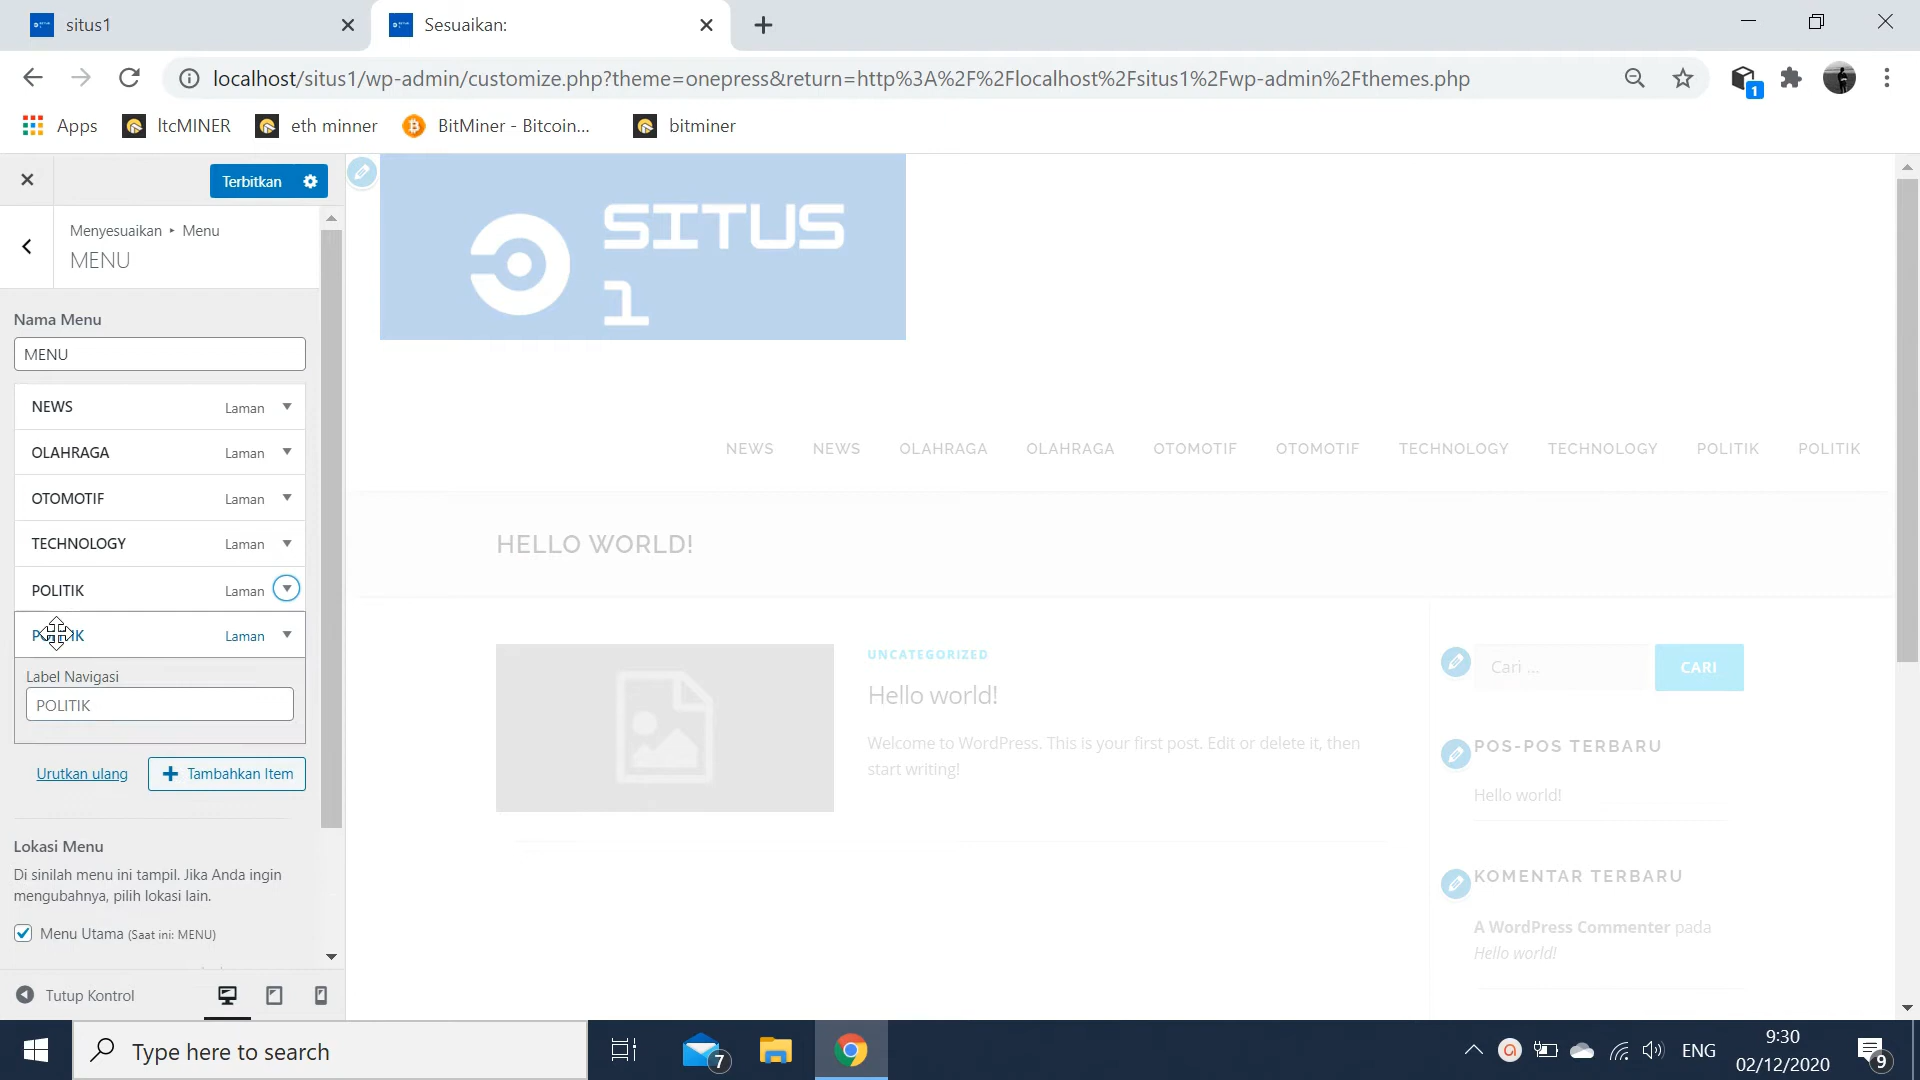 situs1
Sesuaikan:
localhost/situs1/wp-admin/customize.php?theme=onepress&return=http%3A%2F%2Flocalhost%2Fsitus1%2Fwp-admin%2Fthemes.php
1
Apps
ltcMINER
eth minner
BitMiner - Bitcoin...
bitminer
Terbitkan
Menyesuaikan ▸ Menu
MENU
Nama Menu
MENU
NEWS Laman
OLAHRAGA Laman
OTOMOTIF Laman
TECHNOLOGY Laman
POLITIK Laman
POLITIK Laman
Label Navigasi
POLITIK
Urutkan ulang
Tambahkan Item
Lokasi Menu
Di sinilah menu ini tampil. Jika Anda ingin
mengubahnya, pilih lokasi lain.
Menu Utama (Saat ini: MENU)
Tutup Kontrol
SITUS
1
NEWS NEWS OLAHRAGA OLAHRAGA OTOMOTIF OTOMOTIF TECHNOLOGY TECHNOLOGY POLITIK POLITIK
HELLO WORLD!
UNCATEGORIZED
Hello world!
Welcome to WordPress. This is your first post. Edit or delete it, then
start writing!
Cari ...
CARI
POS-POS TERBARU
Hello world!
KOMENTAR TERBARU
A WordPress Commenter pada
Hello world!
Type here to search
7
ENG
9:30
02/12/2020
9